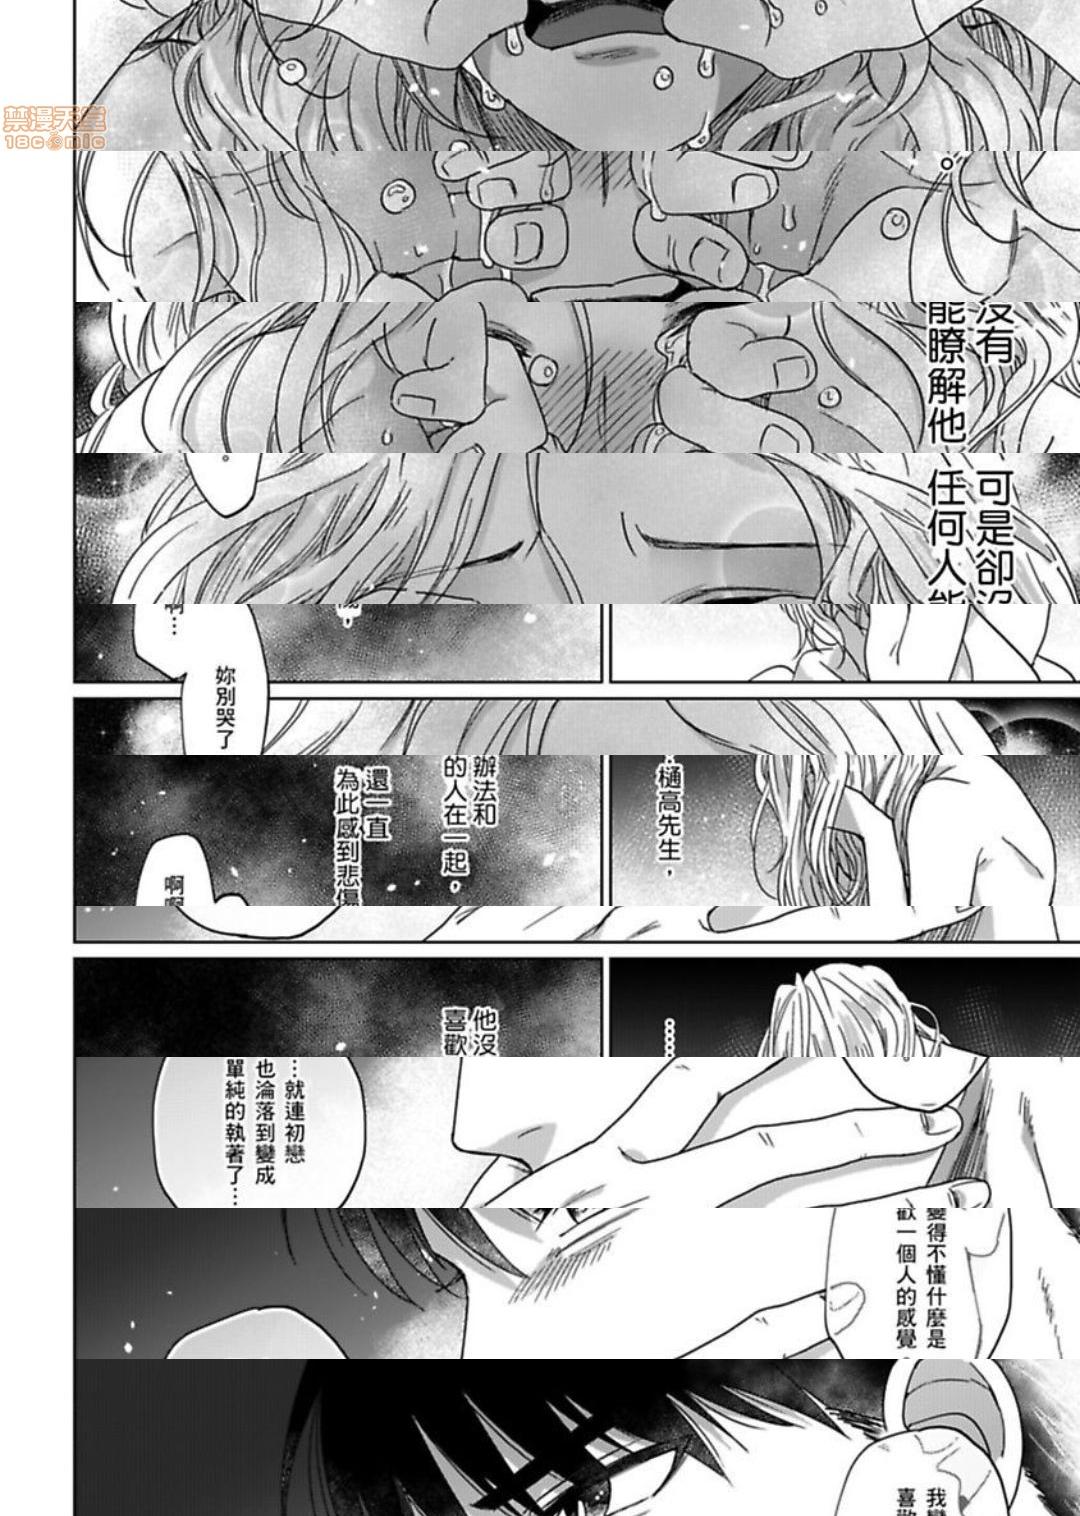 禁漫天堂
18comic
沒有
能瞭解他、
可是卻沒
任何人能
妳別哭了
樋高先生，
辦法和
的人在一起，
還一直
為此感到悲傷
啊啊
……
他沒
喜歡
…就連初戀
也淪落到變成
單純的執著了…
變得不懂什麼是
歡一個人的感覺
我變
喜